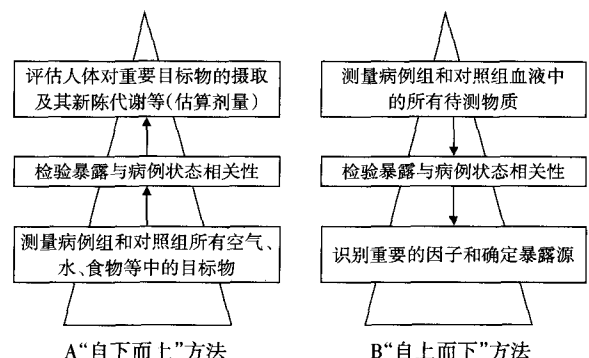 评估人体对重要目标物的摄取
及其新陈代谢等(估算剂量)
检验暴露与病例状态相关性
测量病例组和对照组所有空气、
水、食物等中的目标物
A“自下而上”方法
测量病例组和对照组血液中
的所有待测物质
检验暴露与病例状态相关性
识别重要的因子和确定暴露源
B“自上而下”方法